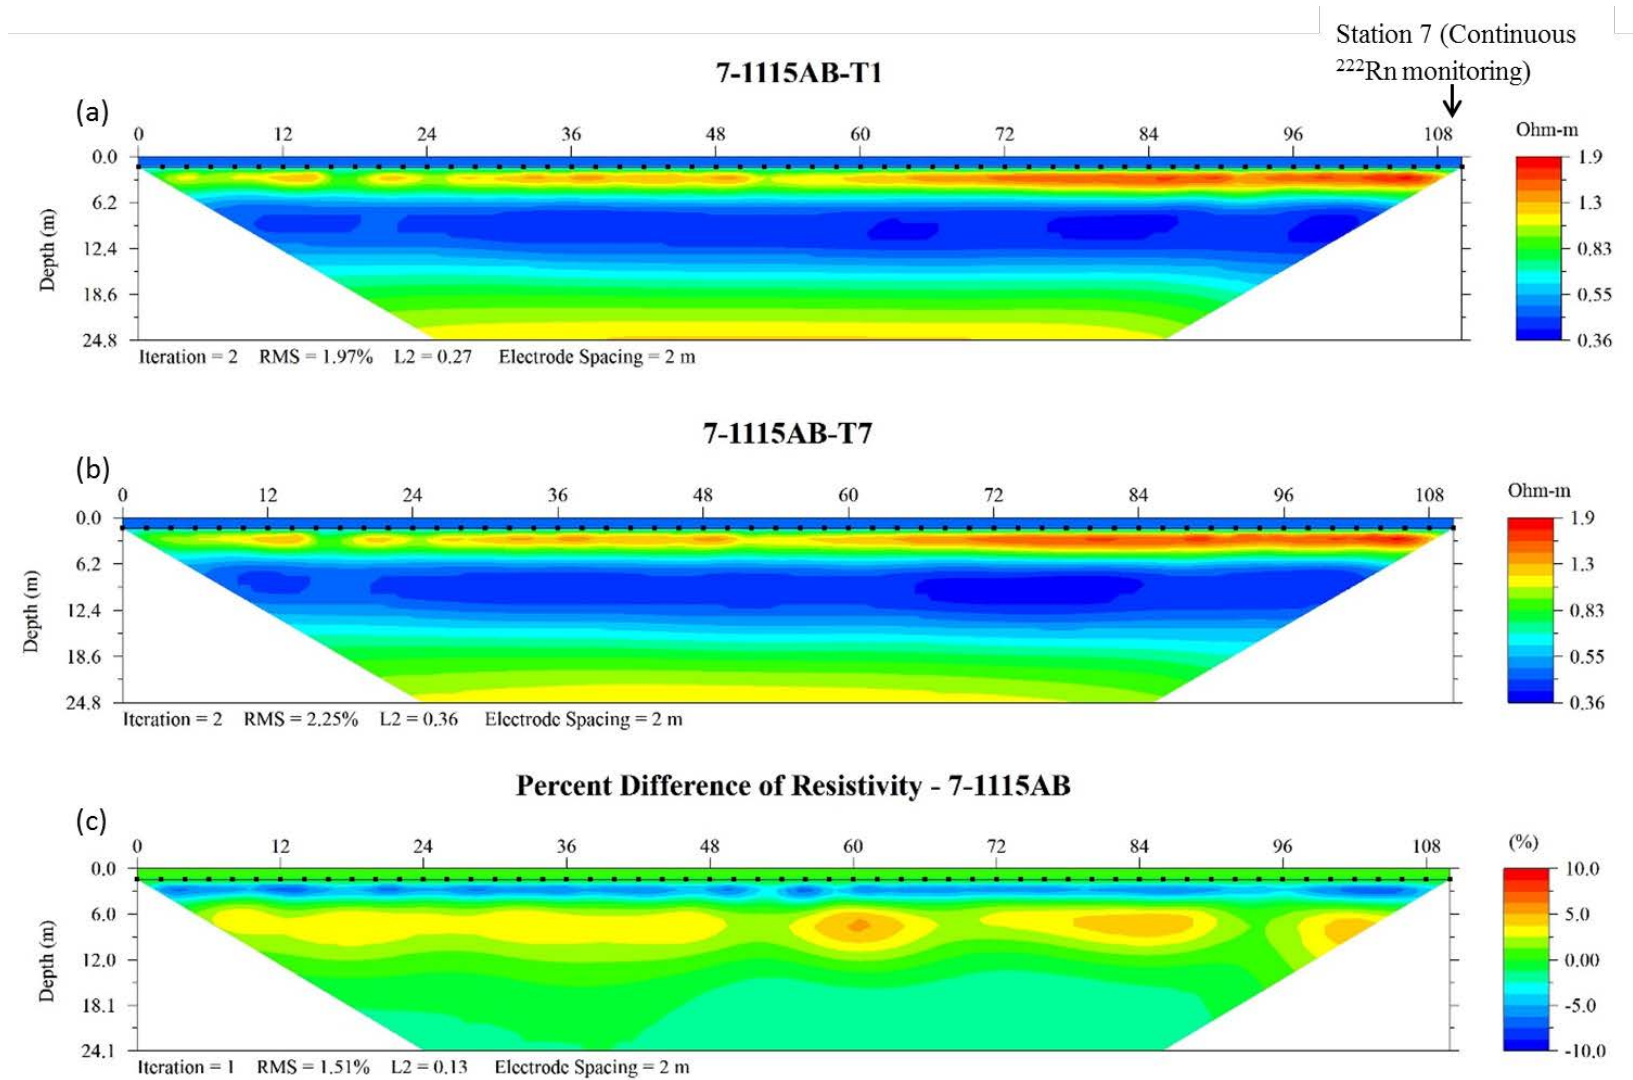 Station 7 (Continuous
²²²Rn monitoring)
7-1115AB-T1
(a)
0 12 24 36 48 60 72 84 96 108
Ohm-m
0.0
6.2
12.4
18.6
24.8
Depth (m)
1.9
1.3
0.83
0.55
0.36
Iteration = 2 RMS = 1.97% L2 = 0.27 Electrode Spacing = 2 m
7-1115AB-T7
(b)
0 12 24 36 48 60 72 84 96 108
Ohm-m
0.0
6.2
12.4
18.6
24.8
Depth (m)
1.9
1.3
0.83
0.55
0.36
Iteration = 2 RMS = 2.25% L2 = 0.36 Electrode Spacing = 2 m
Percent Difference of Resistivity - 7-1115AB
(c)
0 12 24 36 48 60 72 84 96 108
(%)
0.0
6.0
12.0
18.1
24.1
Depth (m)
10.0
5.0
0.00
-5.0
-10.0
Iteration = 1 RMS = 1.51% L2 = 0.13 Electrode Spacing = 2 m